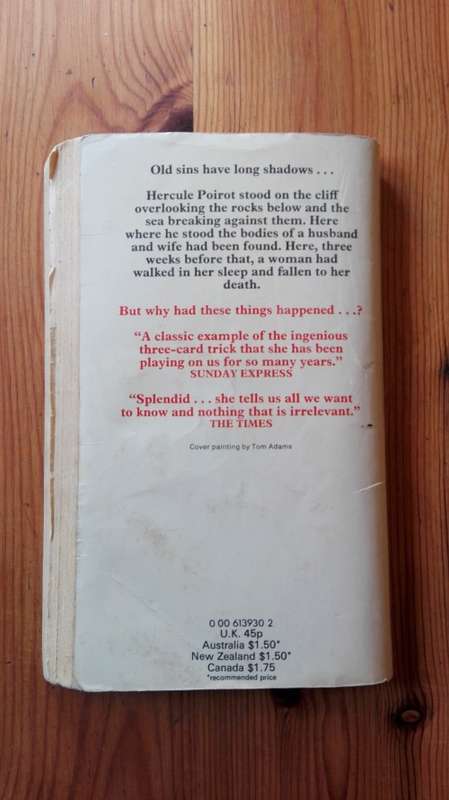 Old sins have long shadows . . .
Hercule Poirot stood on the cliff
overlooking the rocks below and the
sea breaking against them. Here
where he stood the bodies of a husband
and wife had been found. Here, three
weeks before that, a woman had
walked in her sleep and fallen to her
death.
But why had these things happened . . .?
“A classic example of the ingenious
three-card trick that she has been
playing on us for so many years.”
SUNDAY EXPRESS
“Splendid . . . she tells us all we want
to know and nothing that is irrelevant.”
THE TIMES
Cover painting by Tom Adams
0 00 613930 2
U.K. 45p
Australia $1.50*
New Zealand $1.50*
Canada $1.75
*recommended price